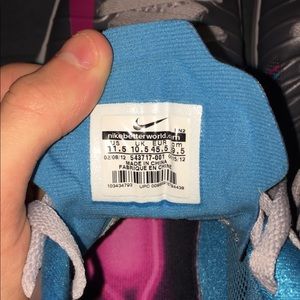 nikebetterworld.com
US UK EUR cm
11.5 10.5 45.5 29.5
02/08/12 543717-001
MADE IN CHINA
FABRIQUE EN CHINE
UPC